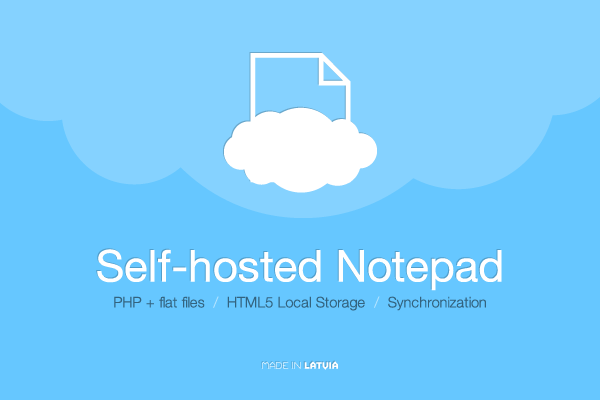 Self-hosted Notepad
PHP + flat files / HTML5 Local Storage / Synchronization
MADE IN LATVIA